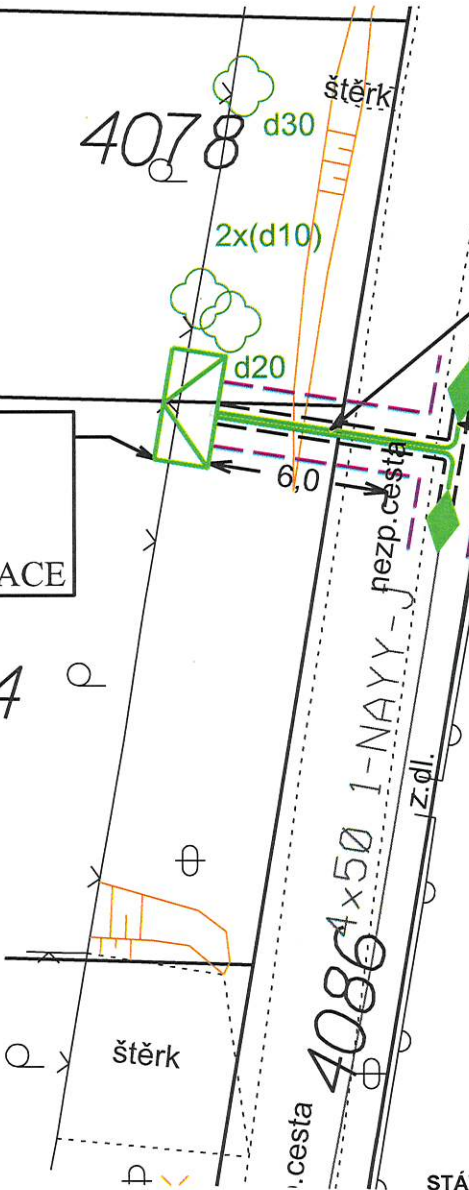 štěrk
d30
4078
2x(d10)
d20
6,0
nezp.cesta
ACE
4
4x50 1-NAYY-J
z.dl.
4086
štěrk
p.cesta
STÁ